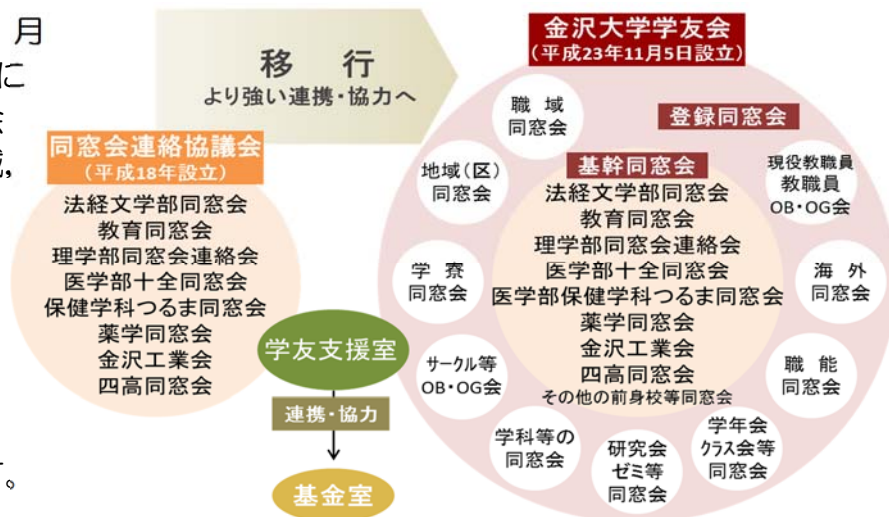 月
に
移 行
より強い連携・協力へ
同窓会連絡協議会
(平成18年設立)
法経文学部同窓会
教育同窓会
理学部同窓会連絡会
医学部十全同窓会
保健学科つるま同窓会
薬学同窓会
金沢工業会
四高同窓会
学友支援室
連携・協力
基金室
金沢大学学友会
(平成23年11月5日設立)
登録同窓会
基幹同窓会
法経文学部同窓会
教育同窓会
理学部同窓会連絡会
医学部十全同窓会
医学部保健学科つるま同窓会
薬学同窓会
金沢工業会
四高同窓会
その他の前身校等同窓会
職 域
同窓会
地域(区)
同窓会
学 寮
同窓会
サークル等
OB・OG会
学科等の
同窓会
研究会
ゼミ等
同窓会
学年会
クラス会等
同窓会
職能
同窓会
海 外
同窓会
現役教職員
教職員
OB・OG会